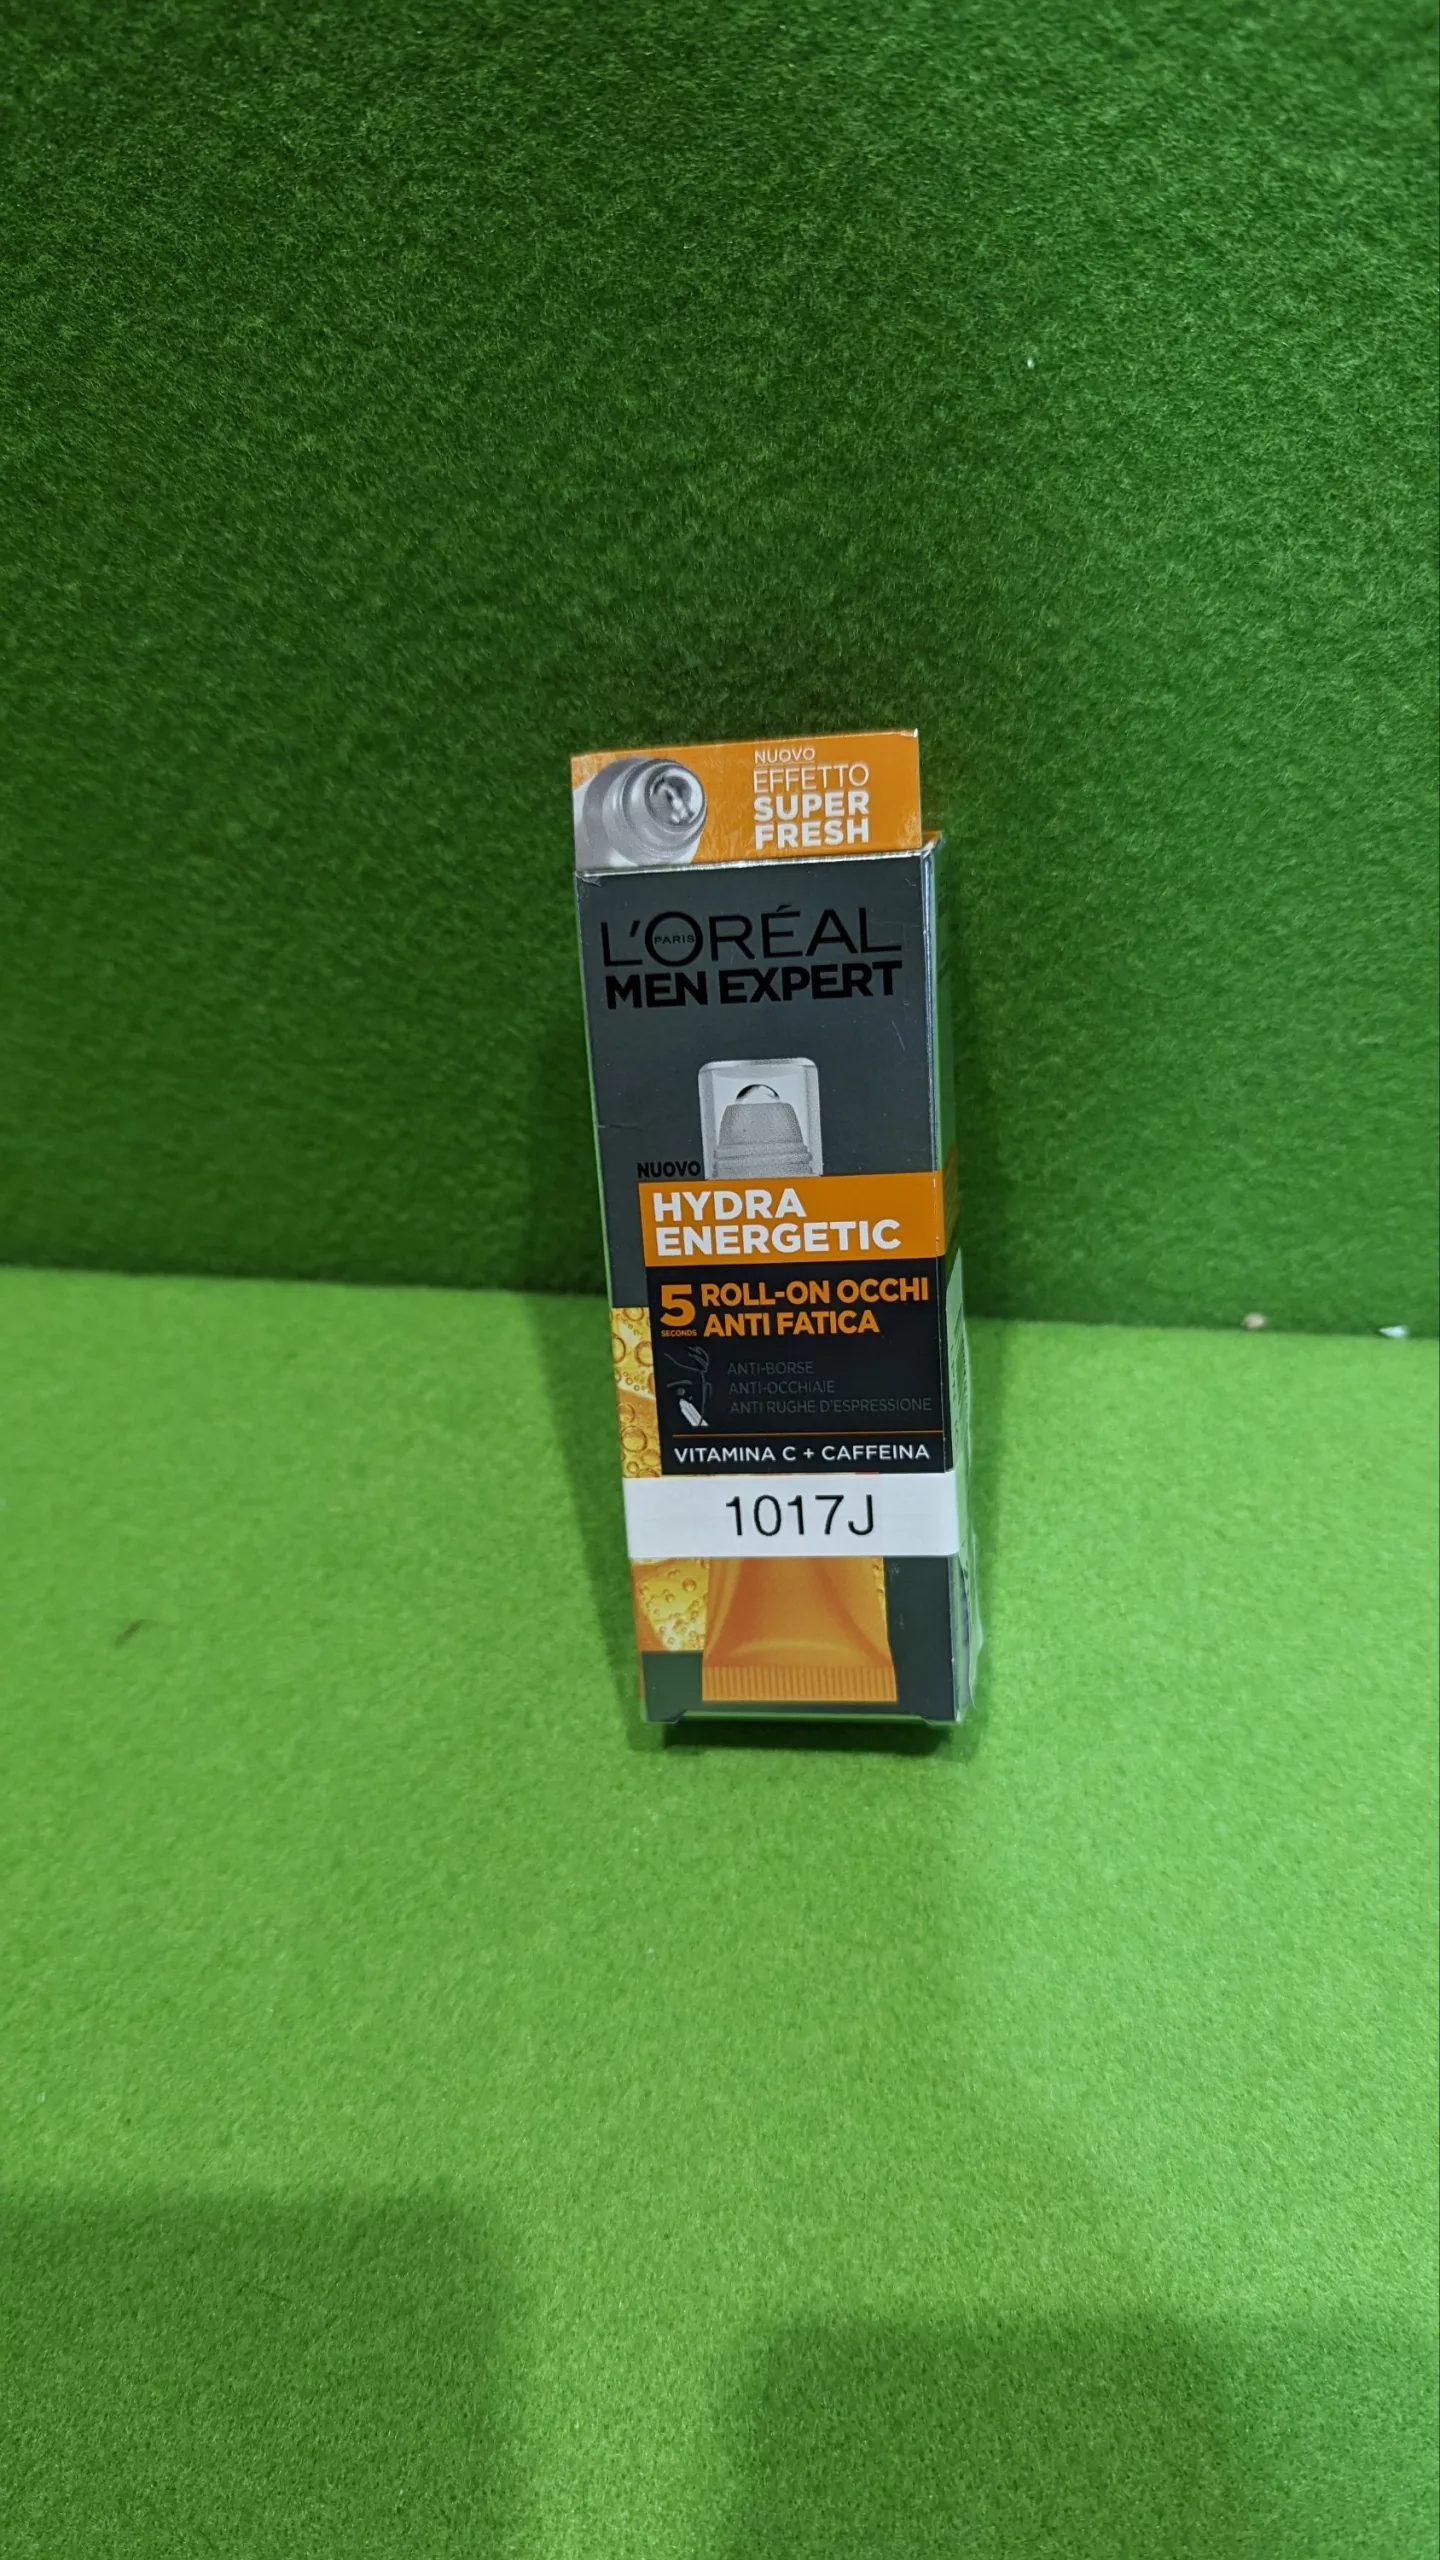 NUOVO
EFFETTO
SUPER
FRESH
L'ORÉAL
PARIS
MEN EXPERT
NUOVO
HYDRA
ENERGETIC
5 ROLL-ON OCCHI
SECONDS ANTI FATICA
ANTI-BORSE
ANTI-OCCHIAIE
ANTI RUGHE D'ESPRESSIONE
VITAMINA C + CAFFEINA
1017J